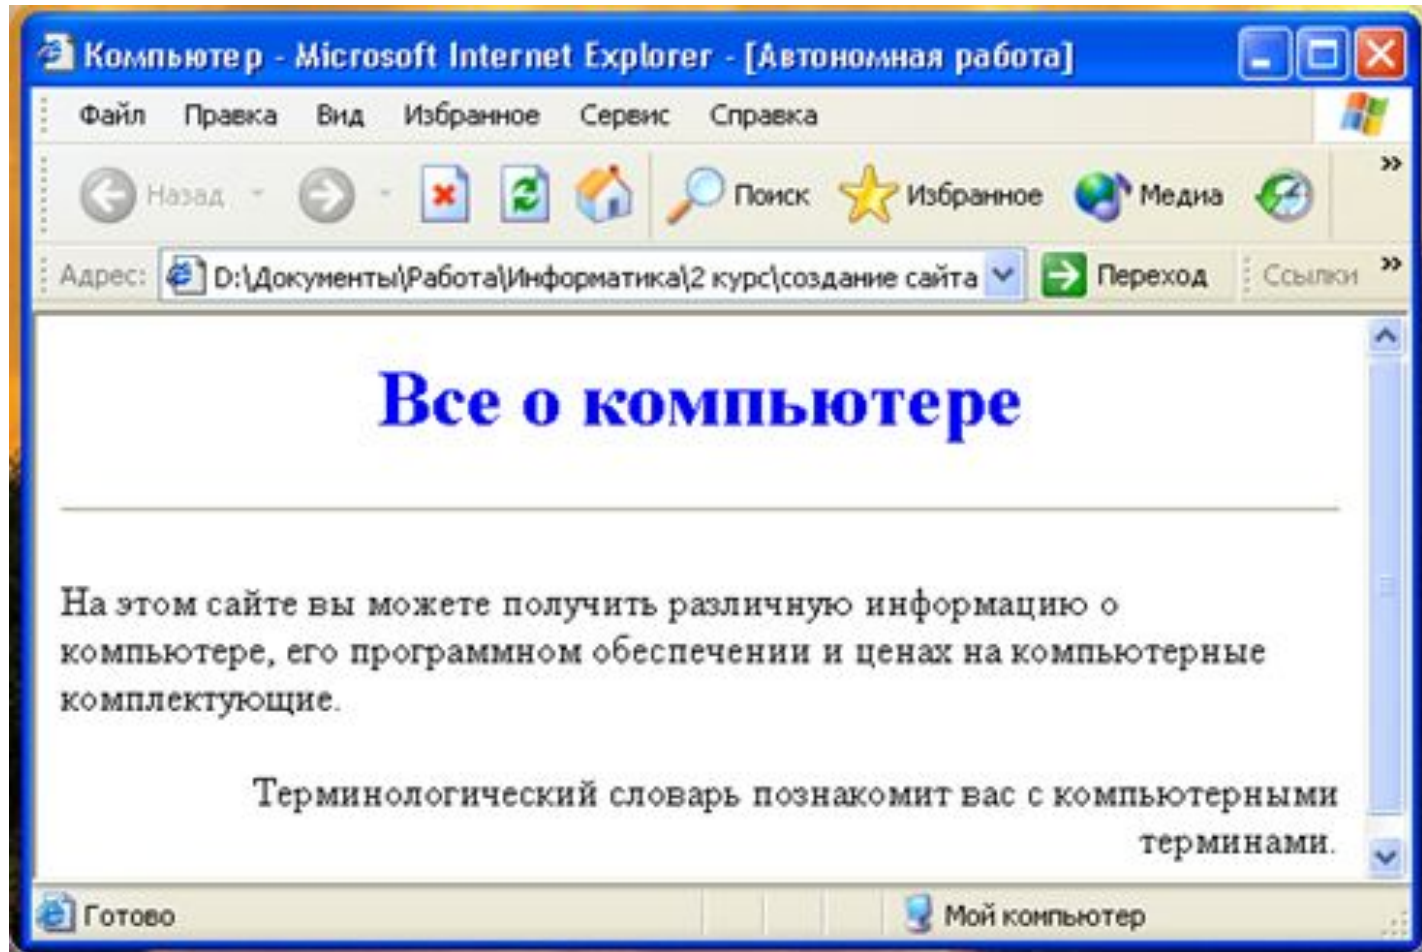 Компьютер - Microsoft Internet Explorer - [Автономная работа]
Файл Правка Вид Избранное Сервис Справка
Назад Поиск Избранное Медиа »
Адрес: D:\Документы\Работа\Информатика\2 курс\создание сайта Переход Ссылки »
Все о компьютере
На этом сайте вы можете получить различную информацию о
компьютере, его программном обеспечении и ценах на компьютерные
комплектующие.
Терминологический словарь познакомит вас с компьютерными
терминами.
Готово Мой компьютер